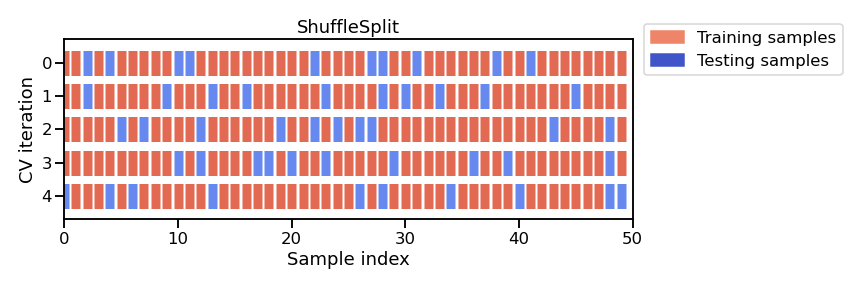 ShuffleSplit
Training samples
Testing samples
CV iteration
0
1
2
3
4
0 10 20 30 40 50
Sample index